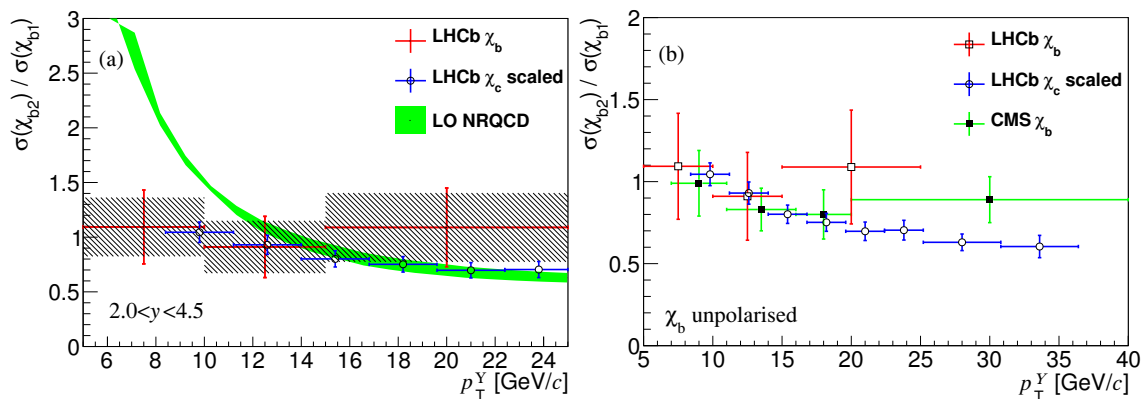 σ(χb2) / σ(χb1)
3
2.5
2
1.5
1
0.5
0
(a)
LHCb χb
LHCb χc scaled
LO NRQCD
2.0<y<4.5
6 8 10 12 14 16 18 20 22 24
pTΥ [GeV/c]
σ(χb2) / σ(χb1)
2
1.5
1
0.5
0
(b)
LHCb χb
LHCb χc scaled
CMS χb
χb unpolarised
5 10 15 20 25 30 35 40
pTΥ [GeV/c]